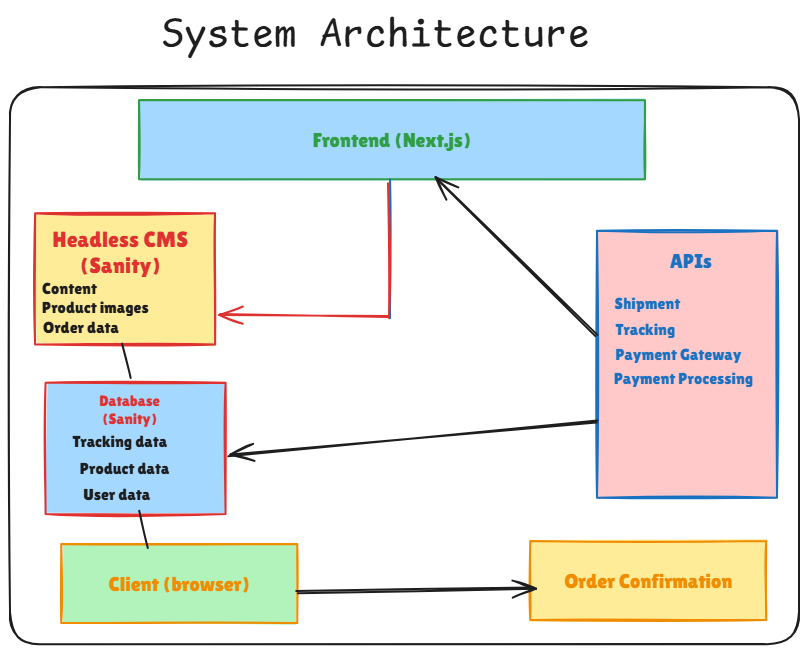 System Architecture
Frontend (Next.js)
Headless CMS
(Sanity)
Content
Product images
Order data
APIs
Shipment
Tracking
Payment Gateway
Payment Processing
Database
(Sanity)
Tracking data
Product data
User data
Client (browser)
Order Confirmation